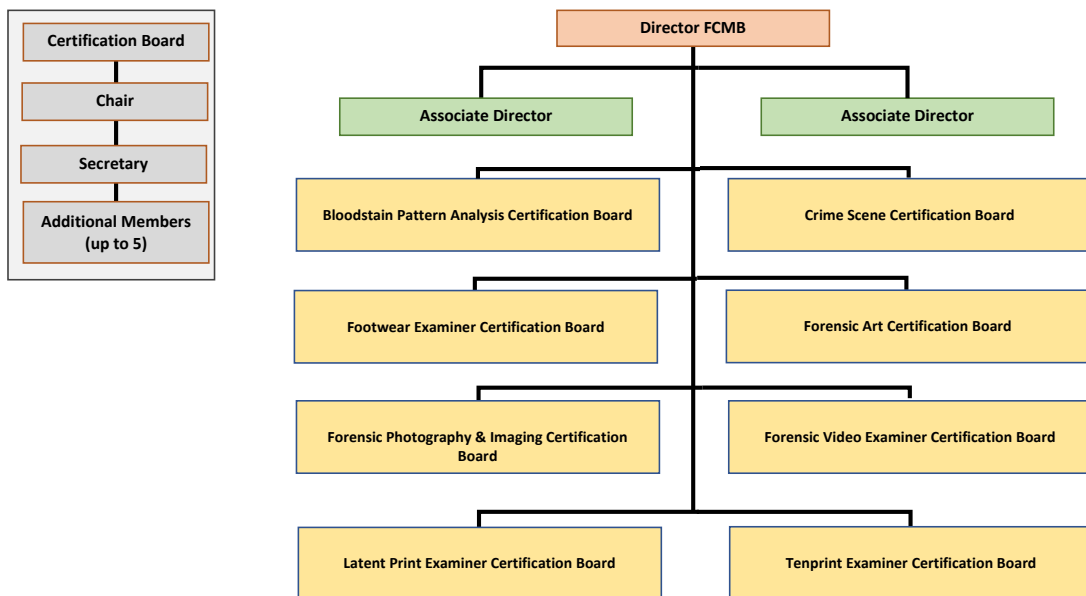 Certification Board
Chair
Secretary
Additional Members
(up to 5)
Director FCMB
Associate Director
Associate Director
Bloodstain Pattern Analysis Certification Board
Crime Scene Certification Board
Footwear Examiner Certification Board
Forensic Art Certification Board
Forensic Photography & Imaging Certification
Board
Forensic Video Examiner Certification Board
Latent Print Examiner Certification Board
Tenprint Examiner Certification Board